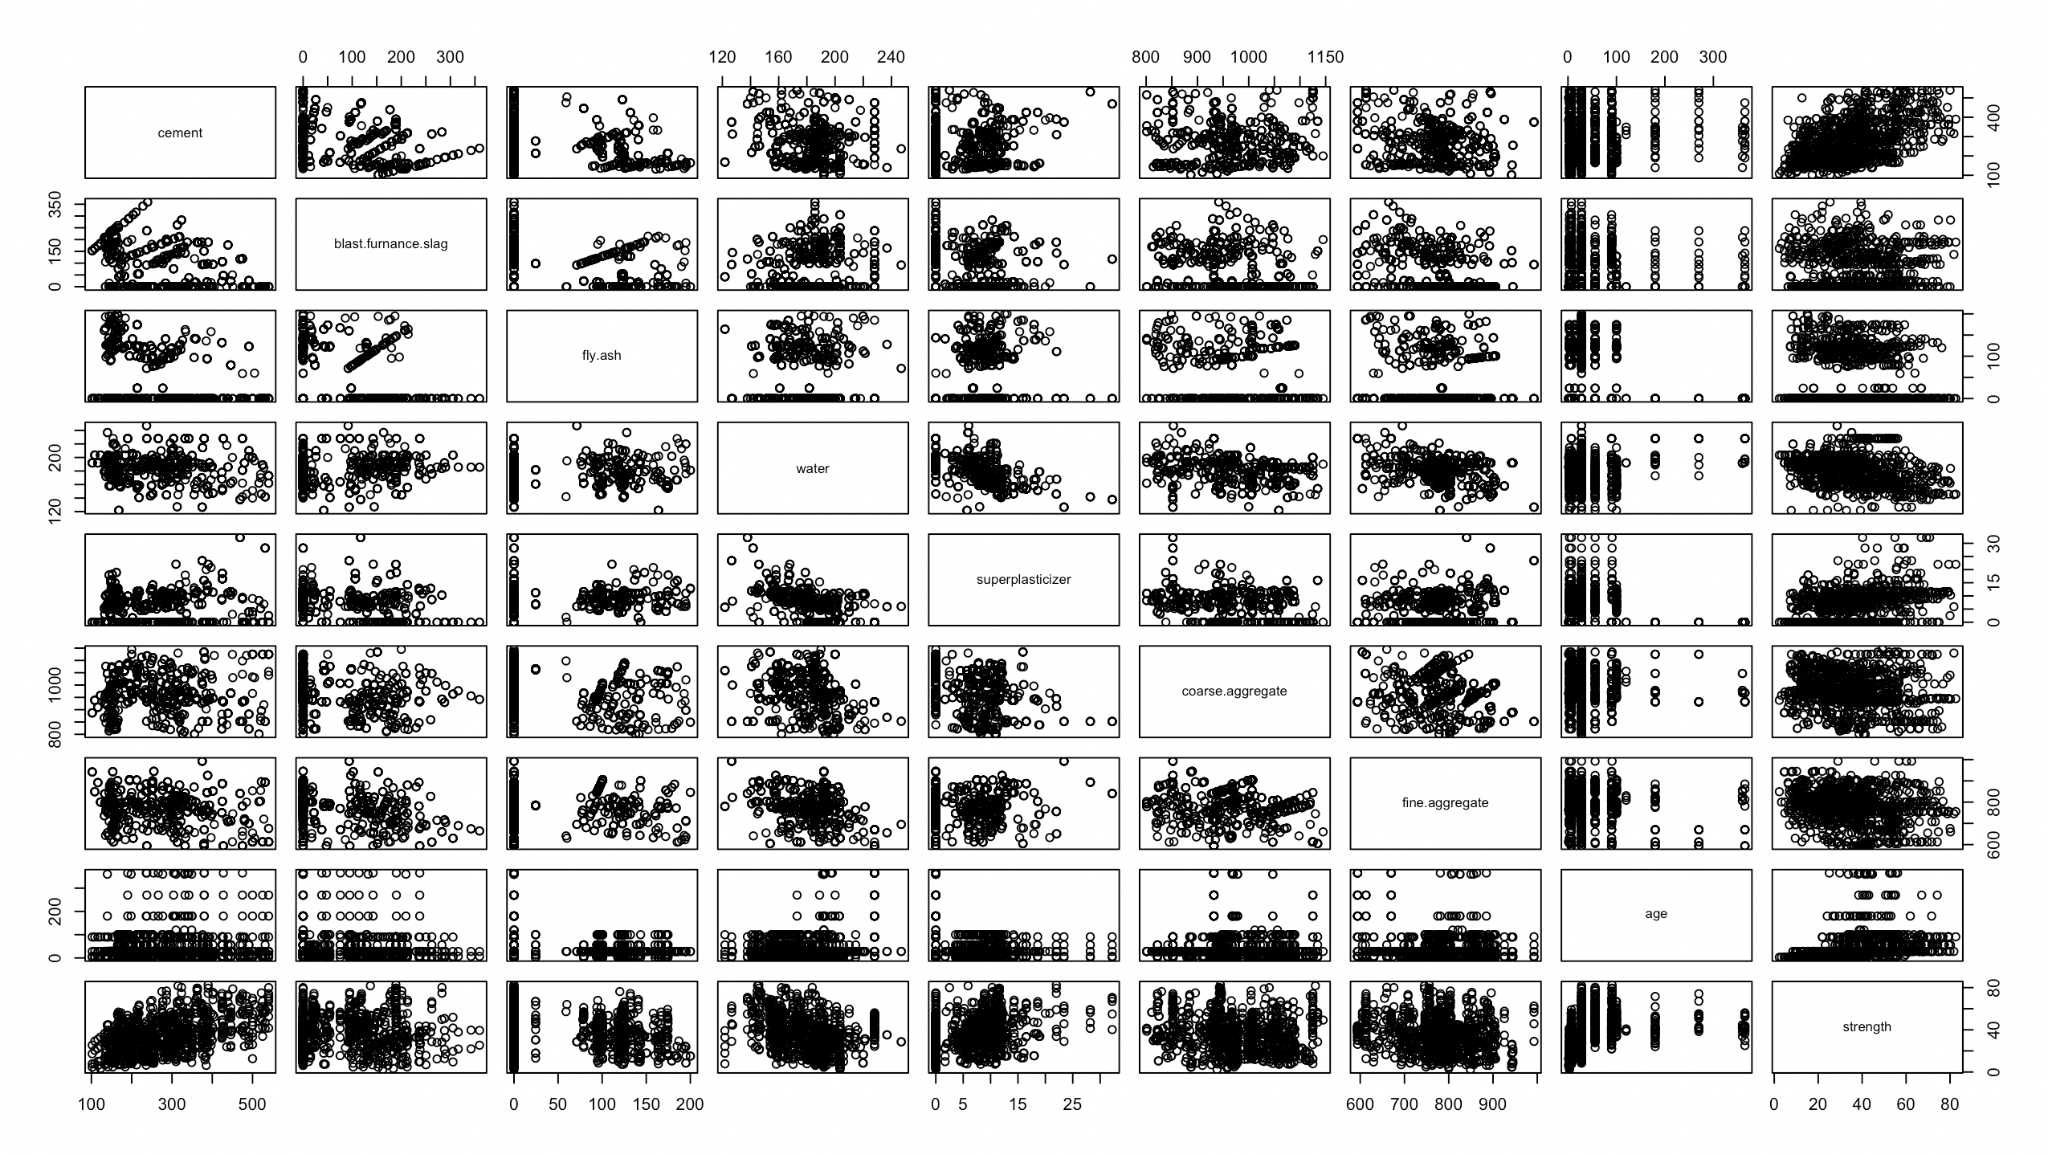 0 100 200 300 120 160 200 240 800 900 1000 1150 0 100 200 300
cement
100 400
0 150 350
blast.furnance.slag
fly.ash
0 100
120 200
water
superplasticizer
0 15 30
800 1000
coarse.aggregate
fine.aggregate
600 800
0 200
age
strength
0 40 80
100 300 500 0 50 100 150 200 0 5 15 25 600 700 800 900 0 20 40 60 80